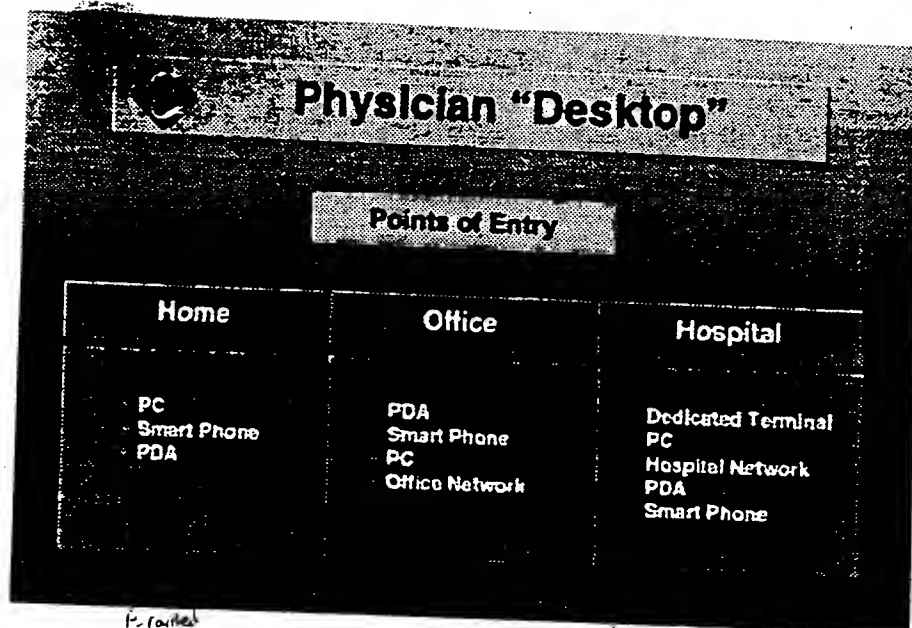 Physician "Desktop"
Points of Entry
Home
PC
Smart Phone
PDA
Office
PDA
Smart Phone
PC
Office Network
Hospital
Dedicated Terminal
PC
Hospital Network
PDA
Smart Phone